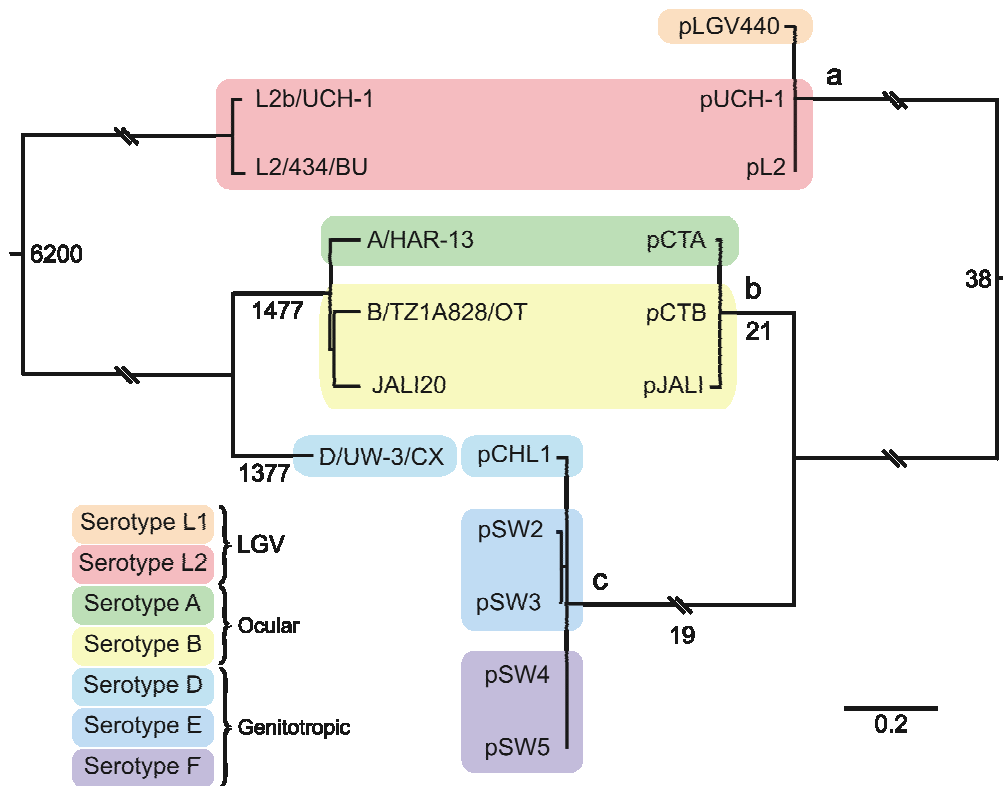 pLGV440
a
L2b/UCH-1
pUCH-1
L2/434/BU
pL2
A/HAR-13
pCTA
6200
38
b
1477
B/TZ1A828/OT
pCTB
21
JALI20
pJALI
D/UW-3/CX
pCHL1
1377
Serotype L1
Serotype L2
LGV
Serotype A
Serotype B
Ocular
Serotype D
Serotype E
Serotype F
Genitotropic
pSW2
pSW3
c
19
pSW4
pSW5
0.2